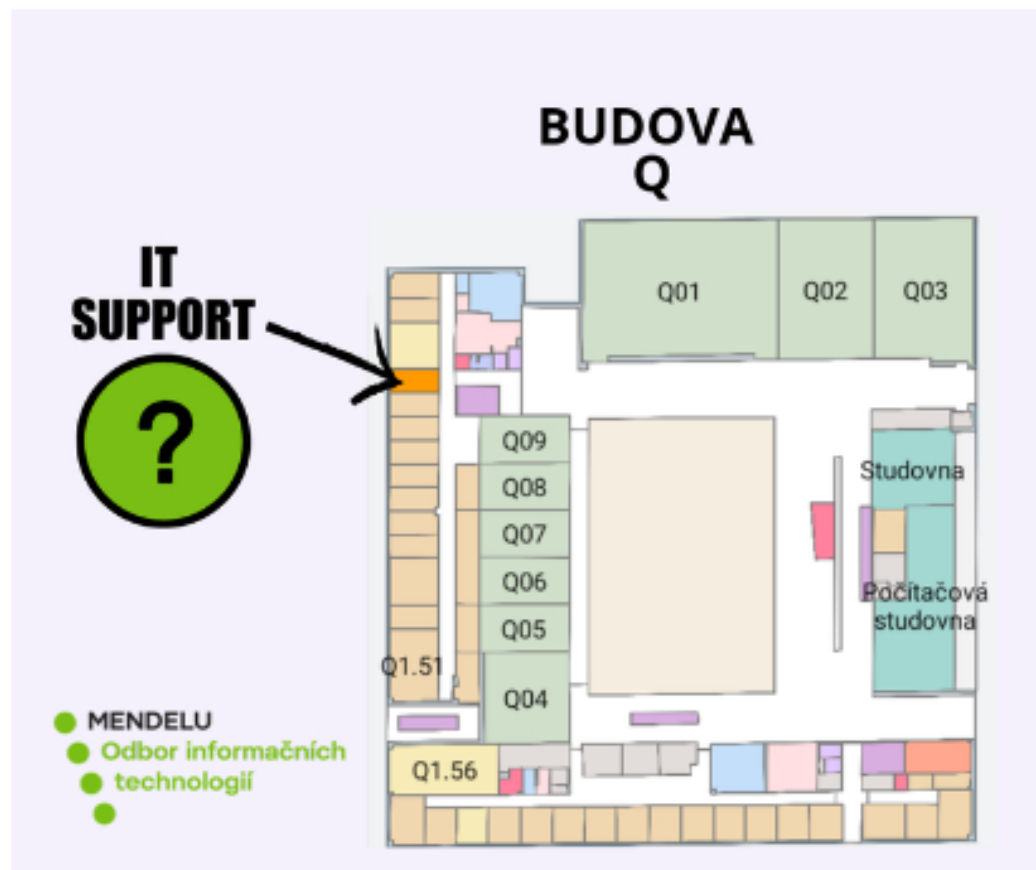 BUDOVA
Q
IT
SUPPORT
?
Q01
Q02
Q03
Q09
Q08
Q07
Q06
Q05
Q04
Studovna
Počítačová
studovna
Q1.51
Q1.56
MENDELU
Odbor informačních
technologií